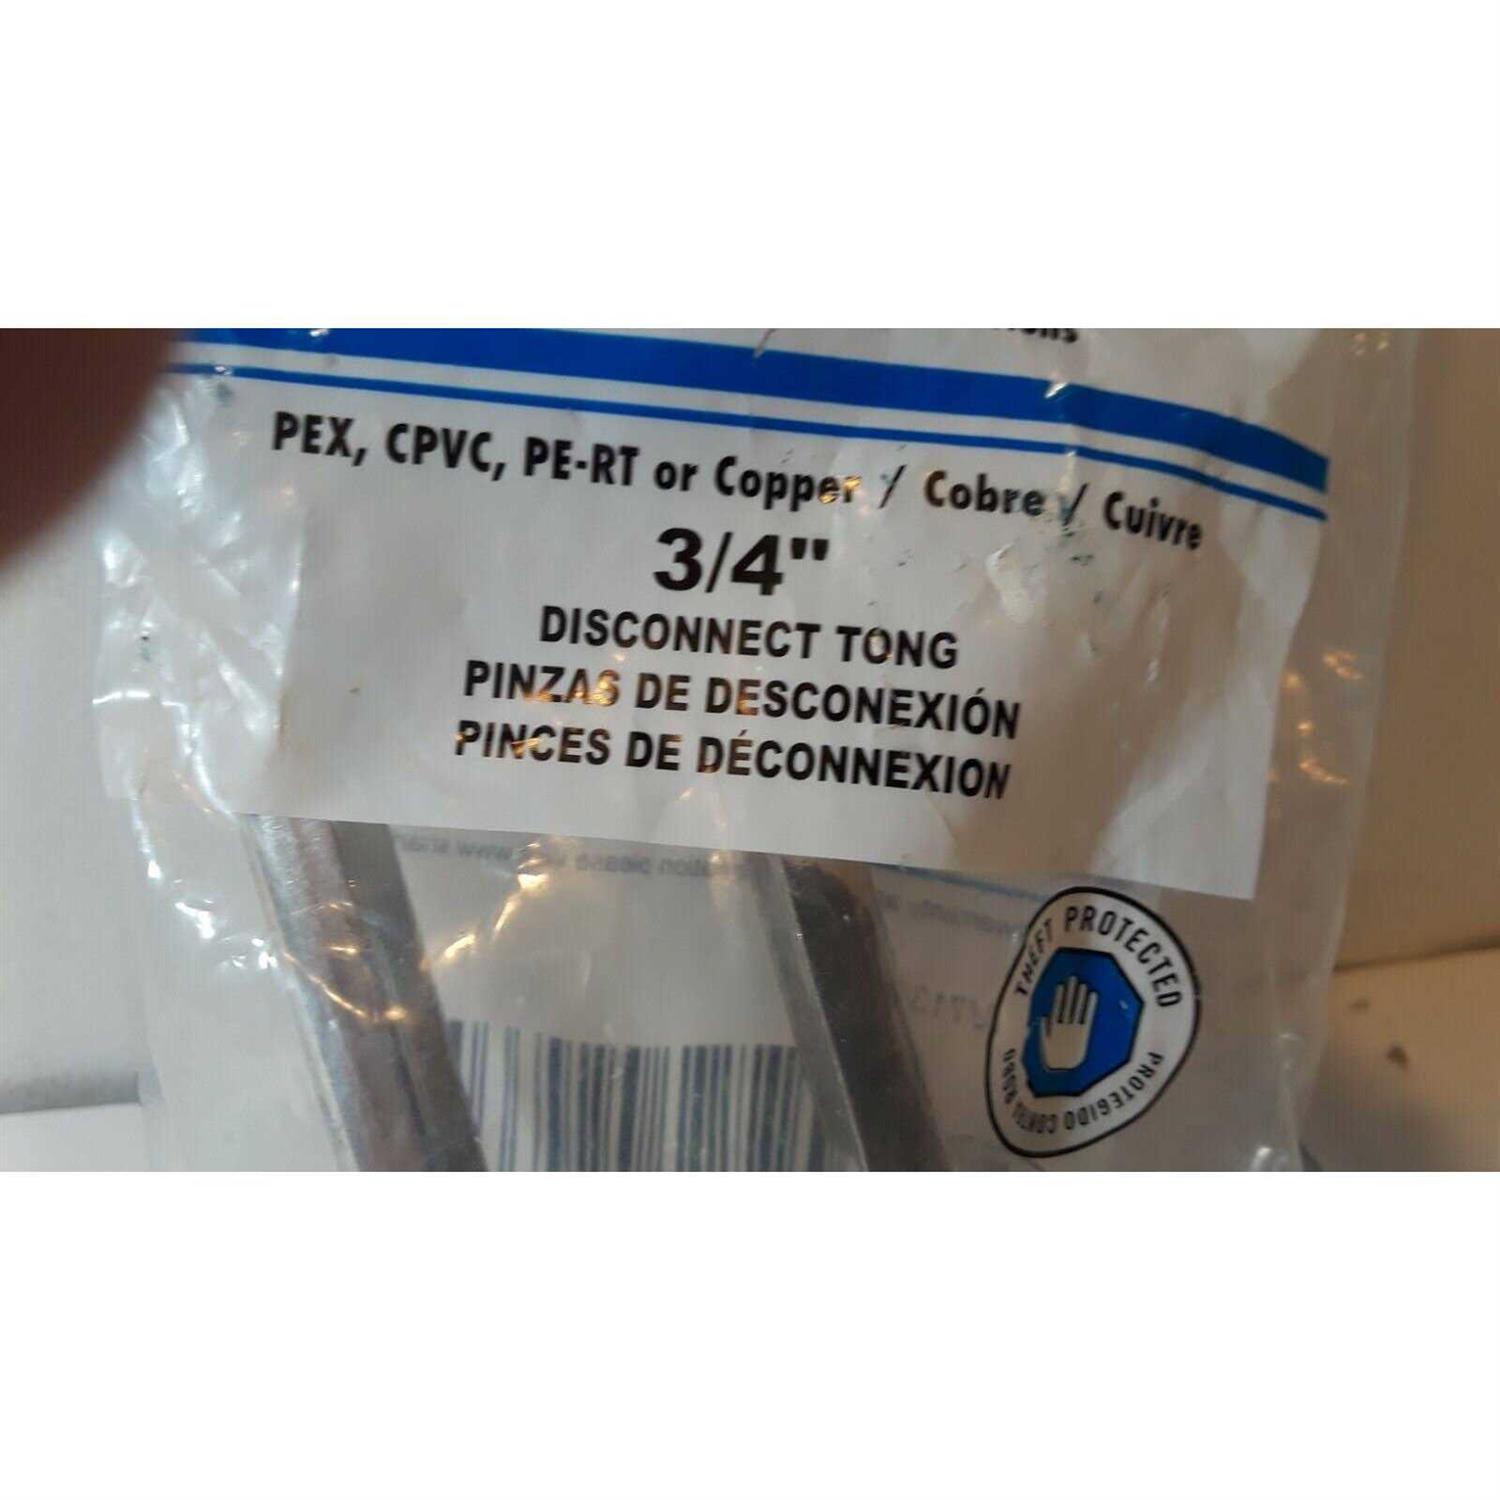 PEX, CPVC, PE-RT or Copper / Cobre / Cuivre
3/4"
DISCONNECT TONG
PINZAS DE DESCONEXIÓN
PINCES DE DÉCONNEXION
THEFT PROTECTED
PROTEGIDO CONTRA ROBO